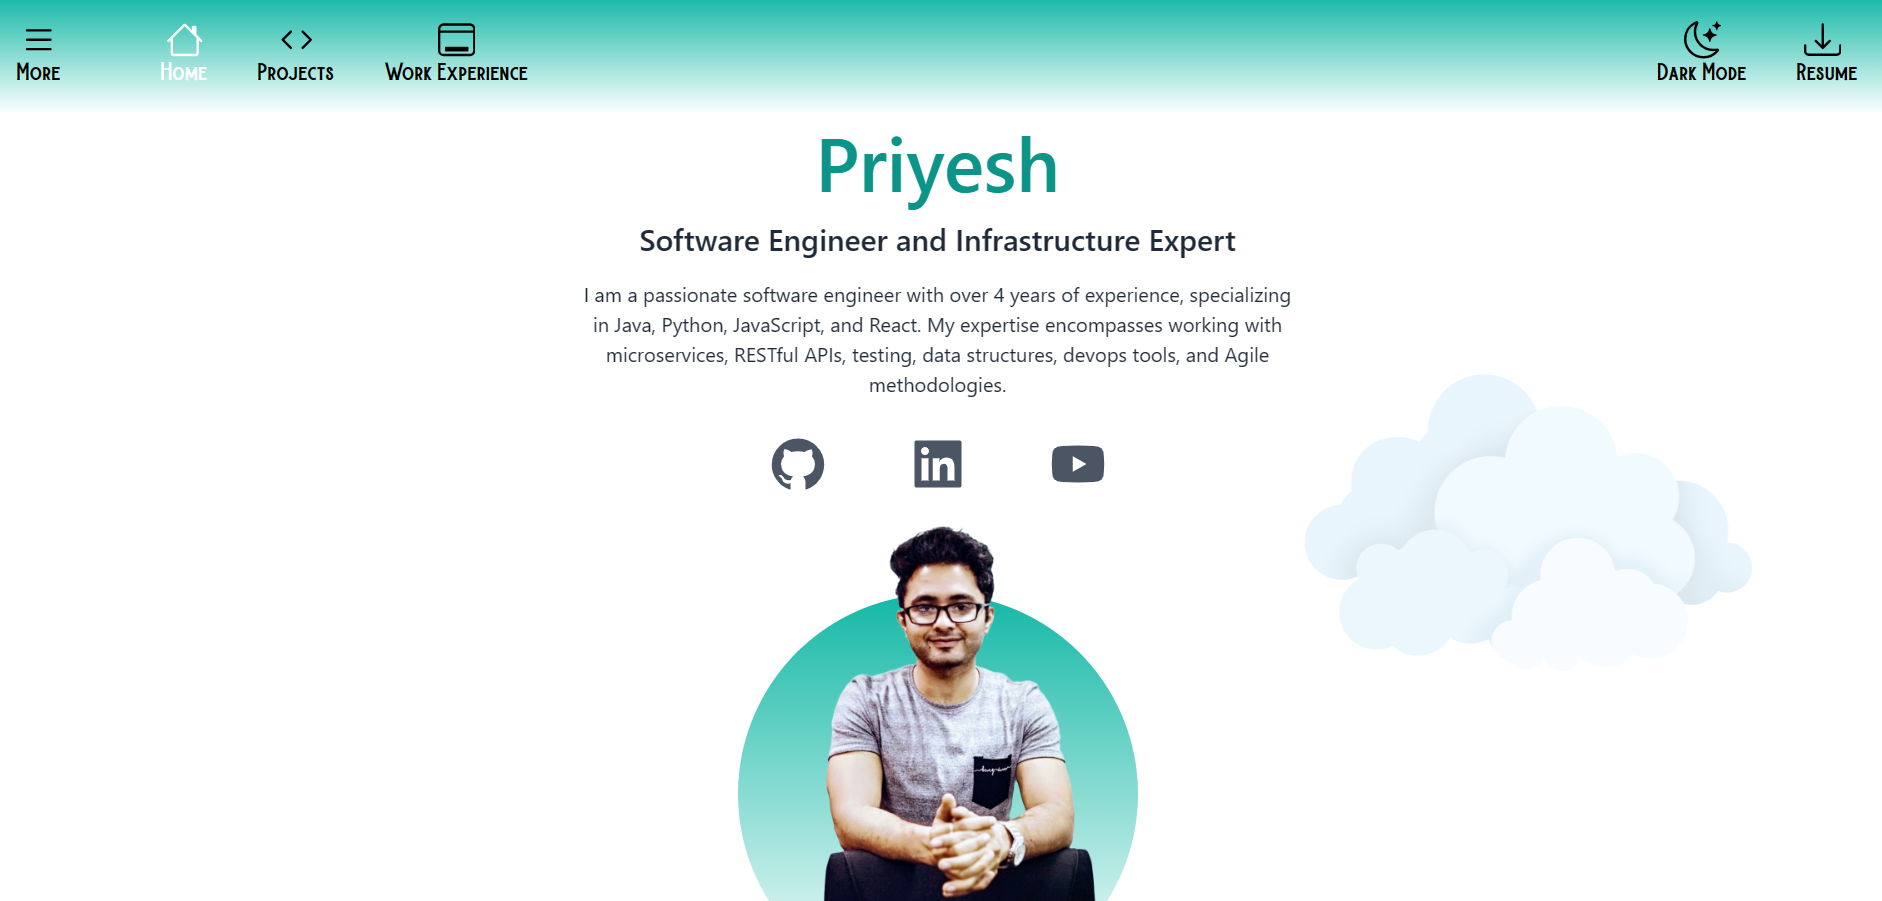 More
Home
Projects
Work Experience
Dark Mode
Resume
Priyesh
Software Engineer and Infrastructure Expert
I am a passionate software engineer with over 4 years of experience, specializing
in Java, Python, JavaScript, and React. My expertise encompasses working with
microservices, RESTful APIs, testing, data structures, devops tools, and Agile
methodologies.
in